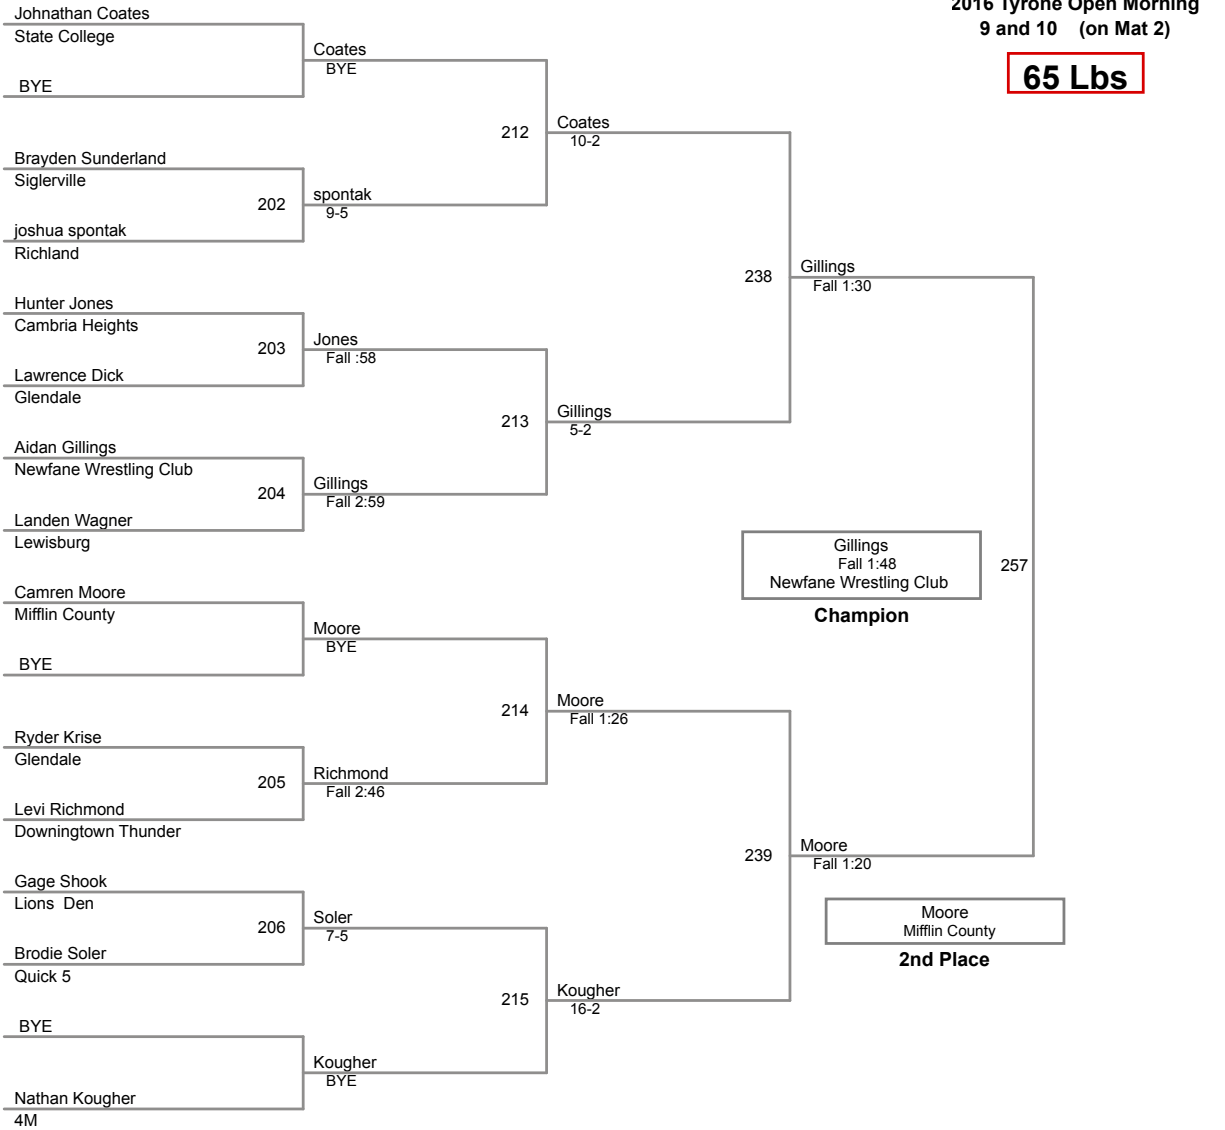 2016 Tyrone Open Morning
9 and 10 (on Mat 2)
65 Lbs
Johnathan Coates
State College
BYE
Coates
BYE
Brayden Sunderland
Siglerville
202
joshua spontak
Richland
spontak
9-5
212
Coates
10-2
Hunter Jones
Cambria Heights
203
Lawrence Dick
Glendale
Jones
Fall :58
Aidan Gillings
Newfane Wrestling Club
204
Landen Wagner
Lewisburg
Gillings
Fall 2:59
213
Gillings
5-2
238
Gillings
Fall 1:30
Camren Moore
Mifflin County
BYE
Moore
BYE
Ryder Krise
Glendale
205
Levi Richmond
Downingtown Thunder
Richmond
Fall 2:46
214
Moore
Fall 1:26
Gage Shook
Lions Den
206
Brodie Soler
Quick 5
Soler
7-5
BYE
Nathan Kougher
4M
Kougher
BYE
215
Kougher
16-2
239
Moore
Fall 1:20
257
Gillings
Fall 1:48
Newfane Wrestling Club
Champion
Moore
Mifflin County
2nd Place